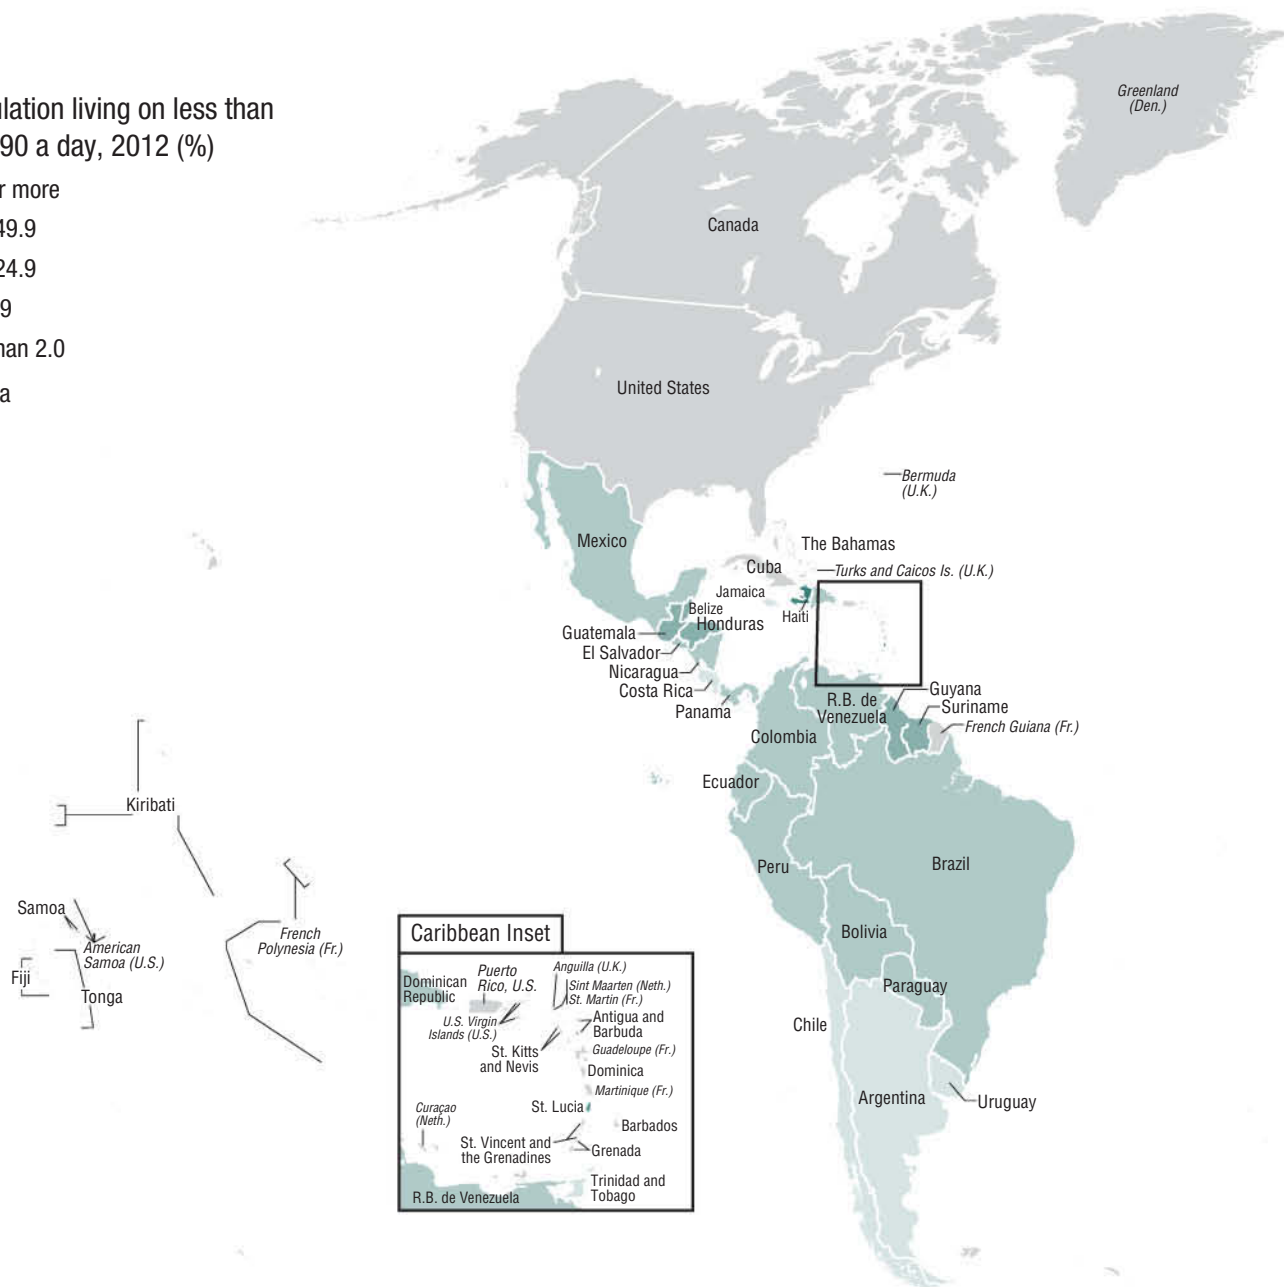 ulation living on less than
90 a day, 2012 (%)
r more
49.9
24.9
9
han 2.0
a
Greenland
(Den.)
Canada
United States
Bermuda
(U.K.)
Mexico
The Bahamas
Cuba
Turks and Caicos Is. (U.K.)
Jamaica
Haiti
Belize
Honduras
Guatemala
El Salvador
Nicaragua
Costa Rica
Panama
Guyana
R.B. de
Venezuela
Suriname
French Guiana (Fr.)
Colombia
Ecuador
Kiribati
Peru
Brazil
Samoa
American
Samoa (U.S.)
French
Polynesia (Fr.)
Fiji
Tonga
Bolivia
Paraguay
Chile
Argentina
Uruguay
Caribbean Inset
Dominican
Republic
Puerto
Rico, U.S.
Anguilla (U.K.)
Sint Maarten (Neth.)
St. Martin (Fr.)
U.S. Virgin
Islands (U.S.)
Antigua and
Barbuda
St. Kitts
and Nevis
Guadeloupe (Fr.)
Dominica
Martinique (Fr.)
Curaçao
(Neth.)
St. Lucia
Barbados
St. Vincent and
the Grenadines
Grenada
Trinidad and
Tobago
R.B. de Venezuela